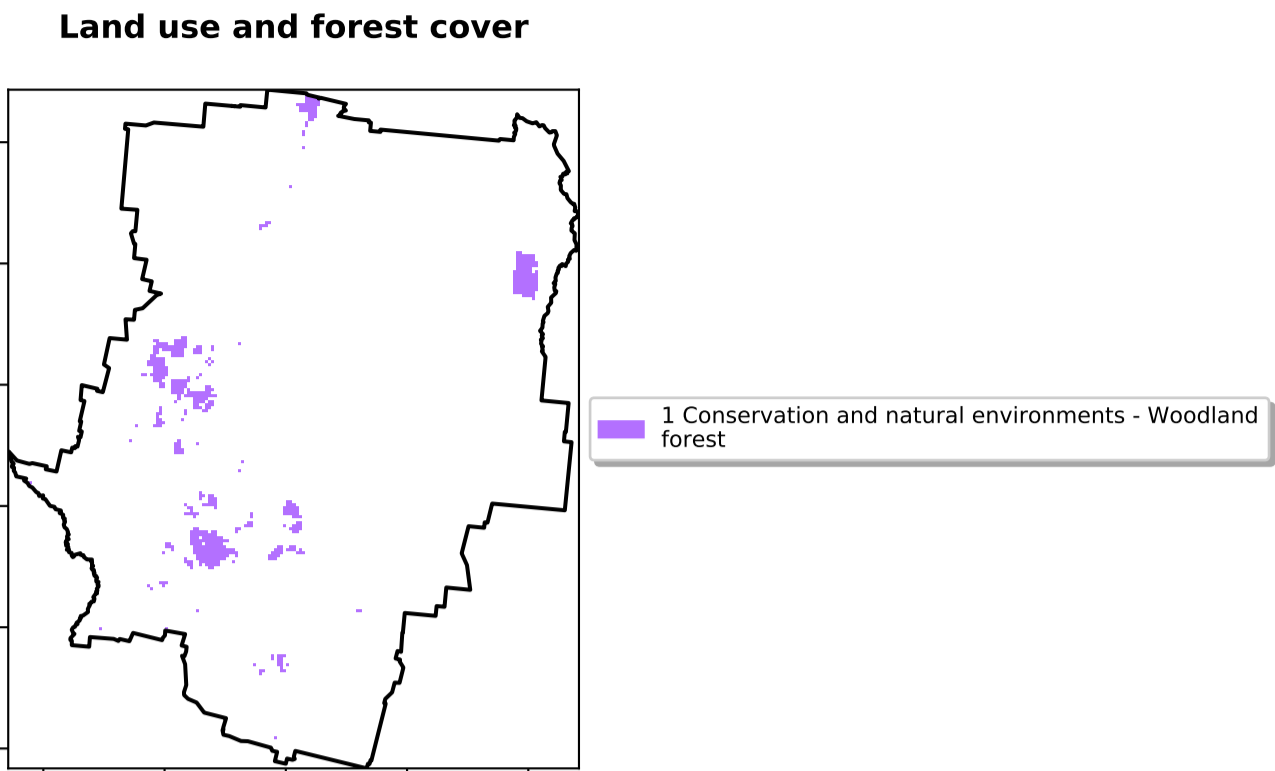 Land use and forest cover
1 Conservation and natural environments - Woodland
forest